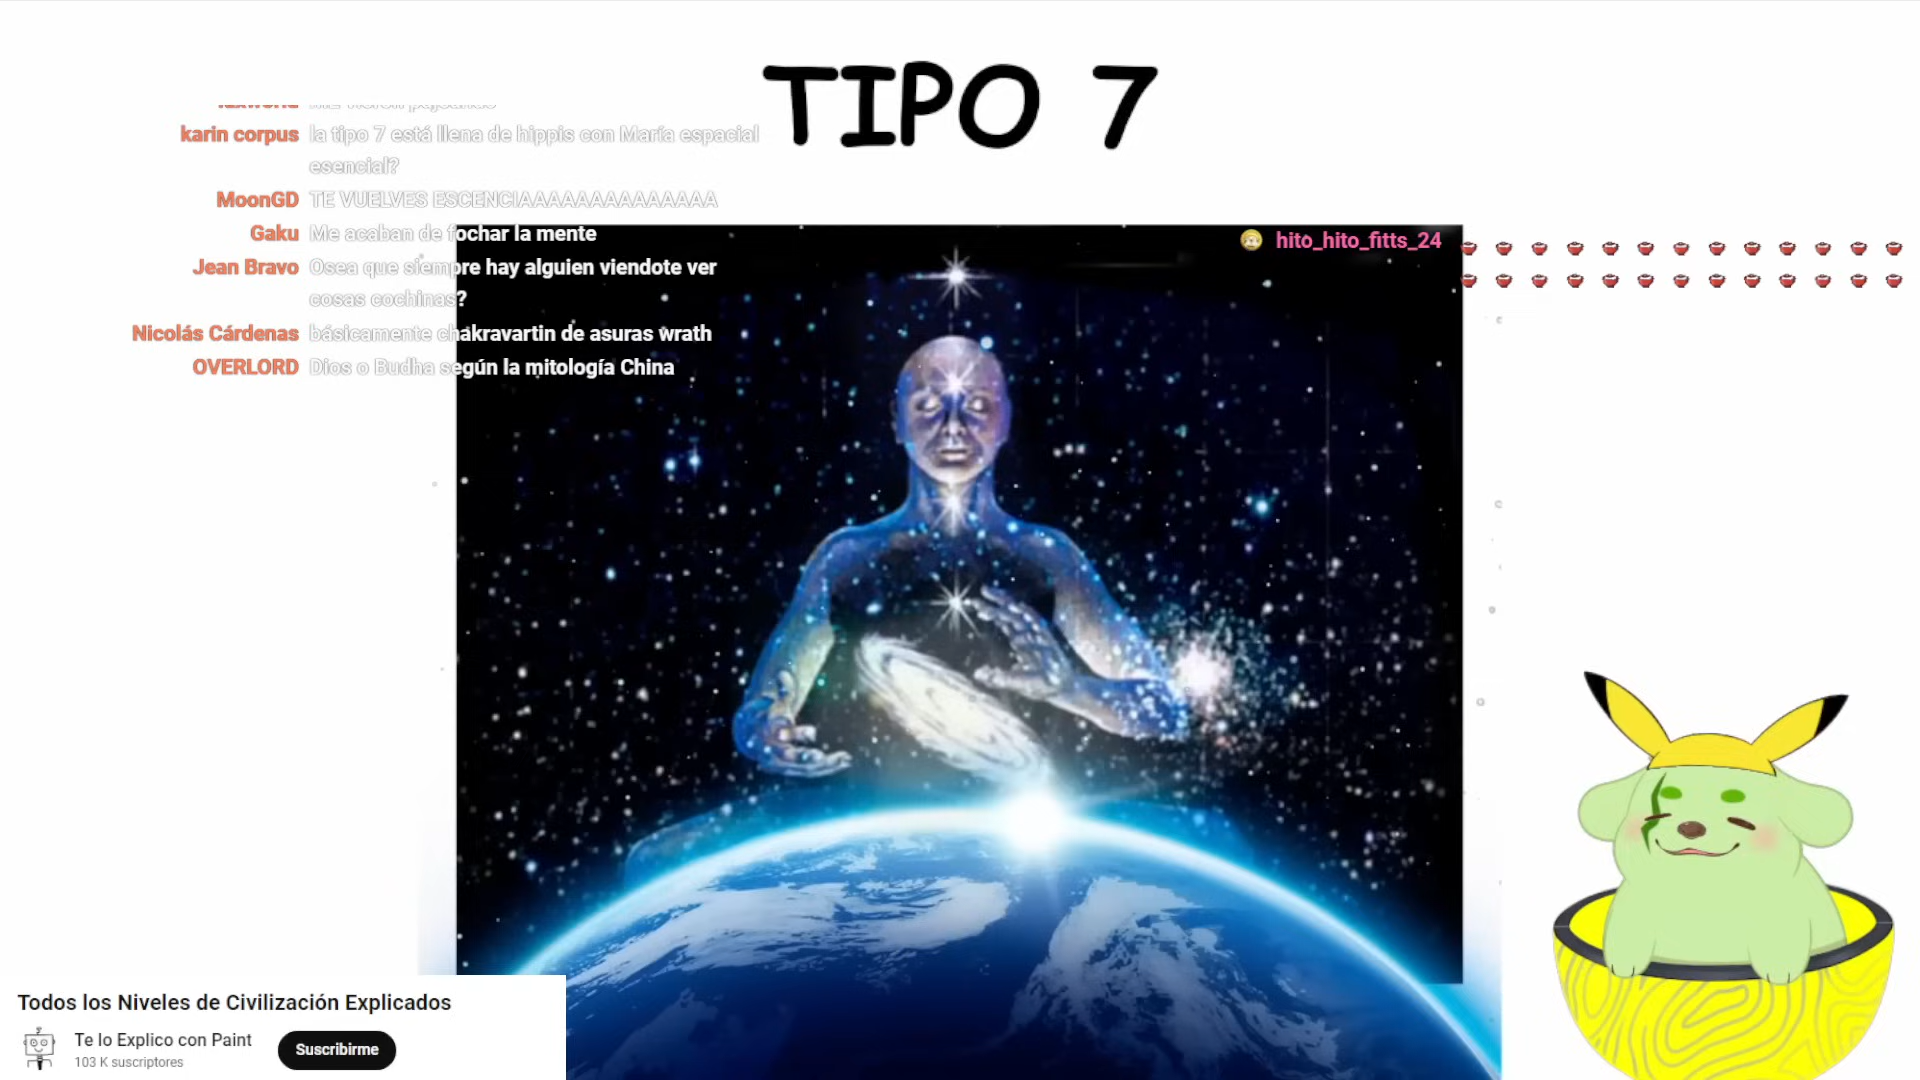 TIPO 7
karin corpus la tipo 7 está llena de hippis con María espacial
esencial?
MoonGD TE VUELVES ESCENCIAAAAAAAAAAAAAAA
Gaku Me acaban de fochar la mente
Jean Bravo Osea que siempre hay alguien viendote ver
cosas cochinas?
Nicolás Cárdenas básicamente chakravartin de asuras wrath
OVERLORD Dios o Budha según la mitología China
hito_hito_fitts_24
Todos los Niveles de Civilización Explicados
Te lo Explico con Paint
103 K suscriptores
Suscribirme